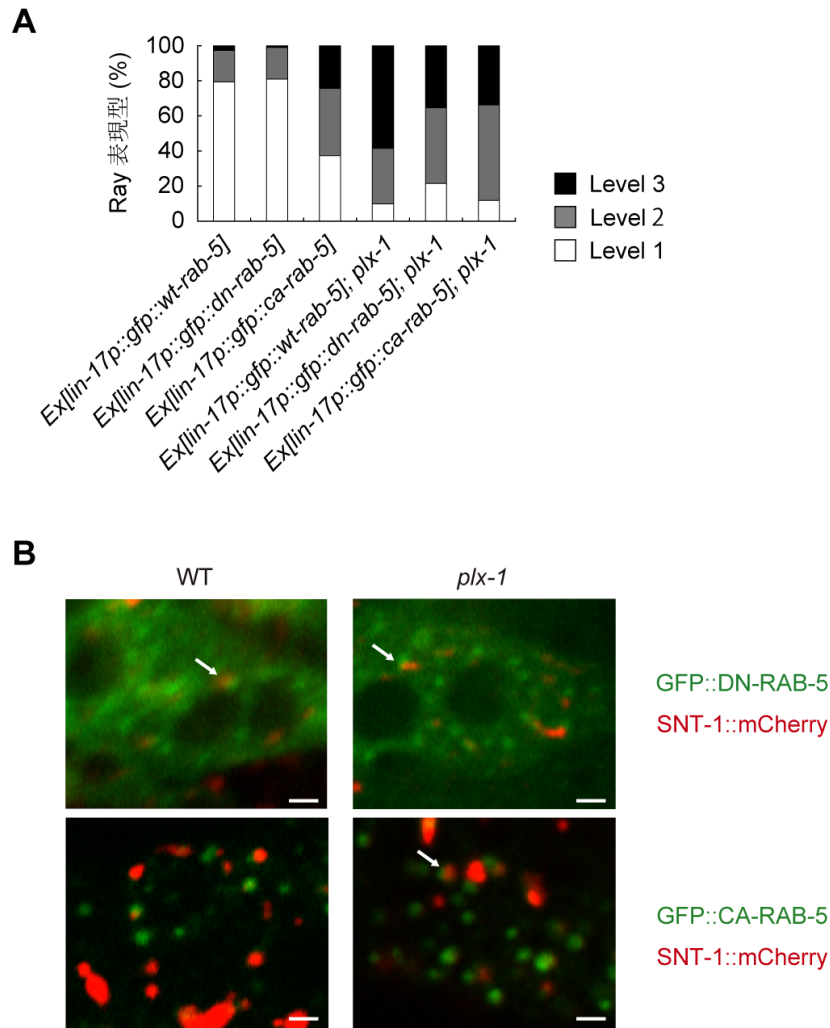 A
Ray 表現型 (%)
100
80
60
40
20
0
Level 3
Level 2
Level 1
Ex[lin-17p::gfp::wt-rab-5]
Ex[lin-17p::gfp::dn-rab-5]
Ex[lin-17p::gfp::ca-rab-5]
Ex[lin-17p::gfp::wt-rab-5]; plx-1
Ex[lin-17p::gfp::dn-rab-5]; plx-1
Ex[lin-17p::gfp::ca-rab-5]; plx-1
B
WT
plx-1
GFP::DN-RAB-5
SNT-1::mCherry
GFP::CA-RAB-5
SNT-1::mCherry